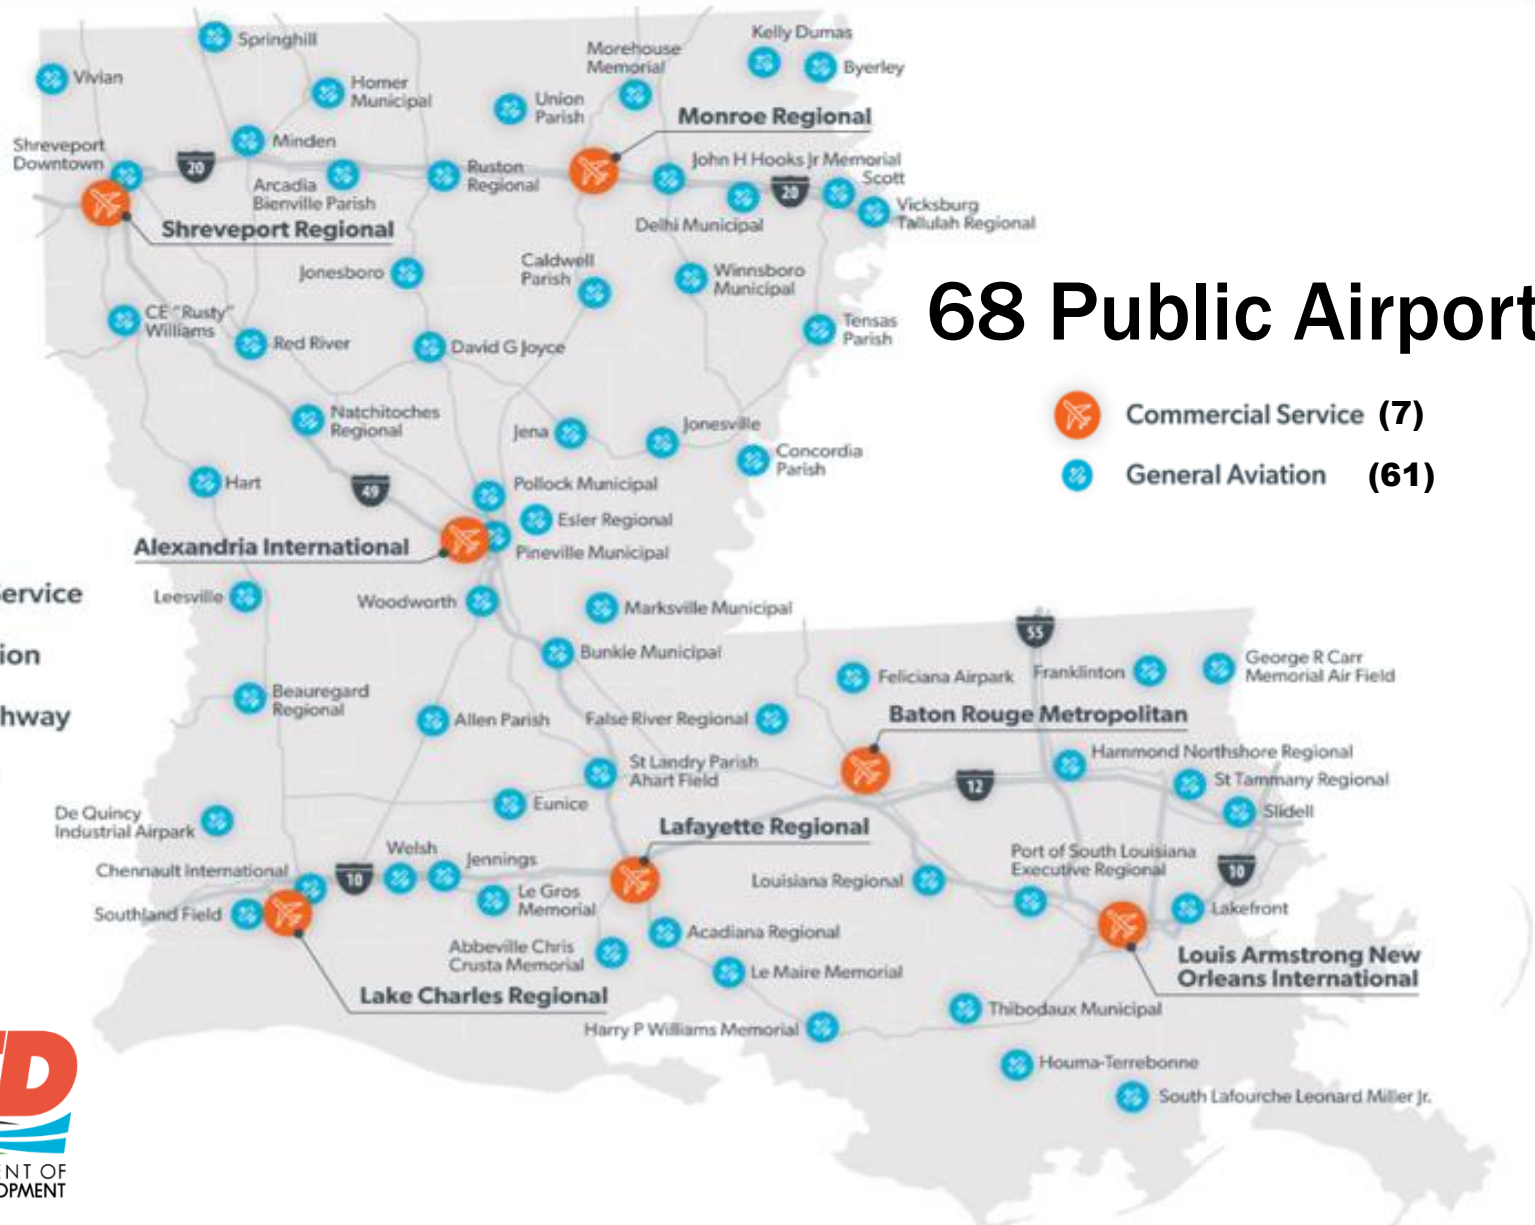 Springhill
Kelly Dumas
Morehouse
Memorial
Vivian
Byerley
Homer
Municipal
Union
Parish
Monroe Regional
Minden
Shreveport
Downtown
20
John H Hooks Jr Memorial
Ruston
Regional
Scott
20
Arcadia
Bienville Parish
Vicksburg
Tallulah Regional
Delhi Municipal
Shreveport Regional
Jonesboro
Caldwell
Parish
Winnsboro
Municipal
68 Public Airport
CE "Rusty"
Williams
Tensas
Parish
Red River
David G Joyce
Commercial Service (7)
General Aviation (61)
Natchitoches
Regional
Jena
Jonesville
Concordia
Parish
Hart
49
Pollock Municipal
Esler Regional
Alexandria International
Pineville Municipal
ervice
Leesville
Woodworth
Marksville Municipal
55
ion
Bunkie Municipal
Feliciana Airpark
Franklinton
George R Carr
Memorial Air Field
hway
Beauregard
Regional
Allen Parish
False River Regional
Baton Rouge Metropolitan
Hammond Northshore Regional
St Landry Parish
Ahart Field
12
St Tammany Regional
Eunice
Slidell
De Quincy
Industrial Airpark
Lafayette Regional
Welsh
Jennings
Port of South Louisiana
Executive Regional
10
Chennault International
10
Louisiana Regional
Le Gros
Memorial
Southland Field
Lakefront
Acadiana Regional
Abbeville Chris
Crusta Memorial
Louis Armstrong New
Orleans International
Le Maire Memorial
Lake Charles Regional
Thibodaux Municipal
Harry P Williams Memorial
Houma-Terrebonne
South Lafourche Leonard Miller Jr.
TD
ENT OF
OPMENT